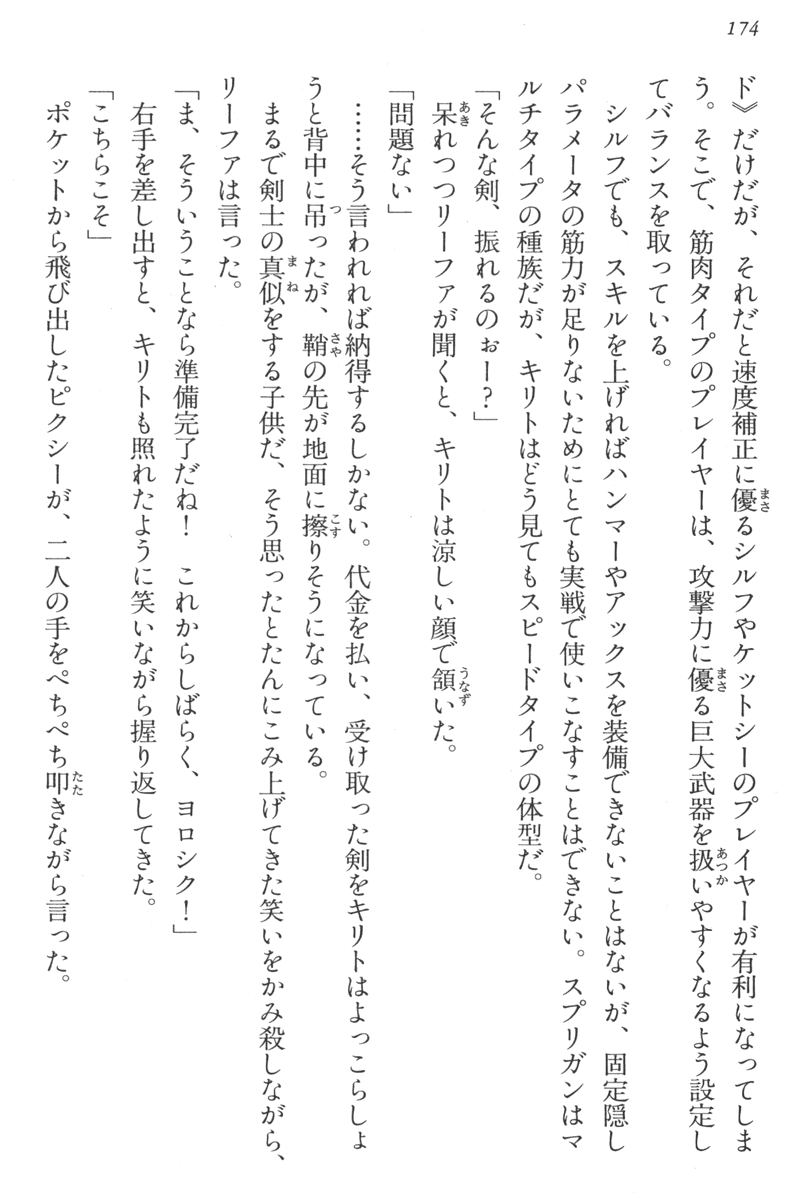 174
ド》だけだが、それだと速度補正に優るシルフやケットシーのプレイヤーが有利になってしま
う。そこで、筋肉タイプのプレイヤーは、攻撃力に優る巨大武器を扱いやすくなるよう設定し
てバランスを取っている。
シルフでも、スキルを上げればハンマーやアックスを装備できないことはないが、固定隠し
パラメータの筋力が足りないためにとても実戦で使いこなすことはできない。スプリガンはマ
ルチタイプの種族だが、キリトはどう見てもスピードタイプの体型だ。
「そんな剣、振れるのぉー？」
呆れつつリーファが聞くと、キリトは涼しい顔で頷いた。
「問題ない」
……そう言われれば納得するしかない。代金を払い、受け取った剣をキリトはよっこらしょ
うと背中に吊ったが、鞘の先が地面に擦りそうになっている。
まるで剣士の真似をする子供だ、そう思ったとたんにこみ上げてきた笑いをかみ殺しながら、
リーファは言った。
「ま、そういうことなら準備完了だね！　これからしばらく、ヨロシク！」
右手を差し出すと、キリトも照れたように笑いながら握り返してきた。
「こちらこそ」
ポケットから飛び出したピクシーが、二人の手をぺちぺち叩きながら言った。